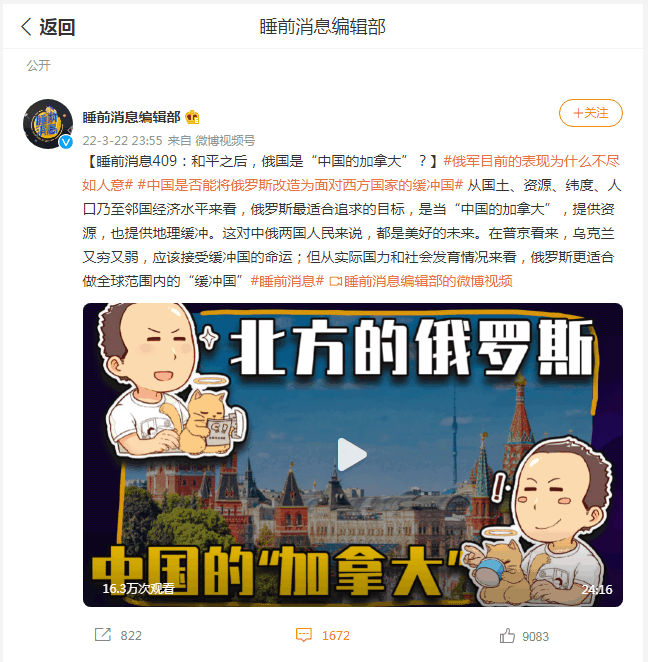 返回
睡前消息编辑部
公开
睡前消息编辑部
+关注
22-3-22 23:55 来自 微博视频号
【睡前消息409：和平之后，俄国是“中国的加拿大”？】#俄军目前的表现为什么不尽
如人意# #中国是否能将俄罗斯改造为面对西方国家的缓冲国# 从国土、资源、纬度、人
口乃至邻国经济水平来看，俄罗斯最适合追求的目标，是当“中国的加拿大”，提供资
源，也提供地理缓冲。这对中俄两国人民来说，都是美好的未来。在普京看来，乌克兰
又穷又弱，应该接受缓冲国的命运；但从实际国力和社会发育情况来看，俄罗斯更适合
做全球范围内的“缓冲国”#睡前消息# 睡前消息编辑部的微博视频
北方的俄罗斯
中国的“加拿大”
16.3万次观看
24:16
822
1672
9083